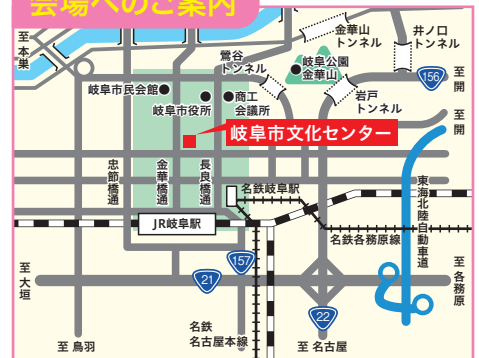 会場へのご案内
至本巣
金華山
トンネル
井ノ口
トンネル
鶯谷
トンネル
岐阜公園
金華山
156
至関
岐阜市民会館
岐阜市役所
商工
会議所
岩戸
トンネル
至関
岐阜市文化センター
忠節橋通
金華橋通
長良橋通
名鉄岐阜駅
東海北陸自動車道
JR岐阜駅
名鉄各務原線
至大垣
157
21
至各務原
22
名鉄
名古屋本線
至 鳥羽
至 名古屋